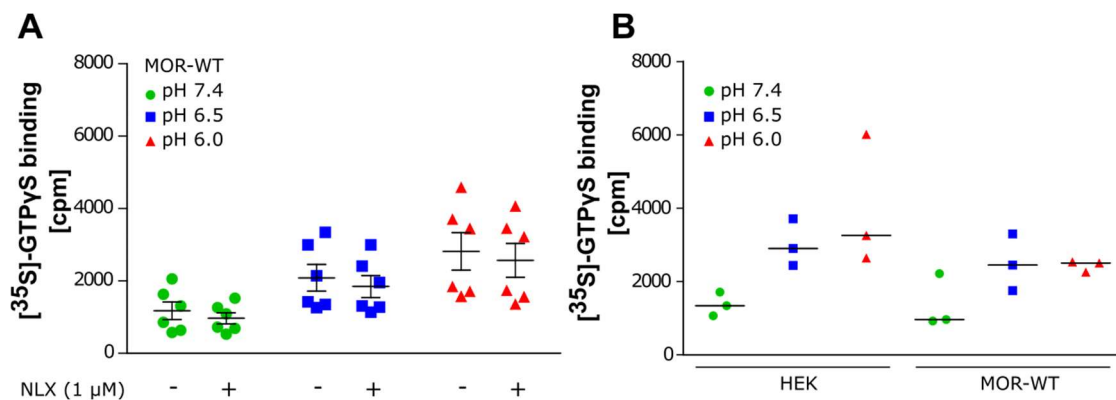 A
[³⁵S]-GTPγS binding
[cpm]
8000
6000
4000
2000
0
MOR-WT
pH 7.4
pH 6.5
pH 6.0
NLX (1 μM)
- + - + - +
B
[³⁵S]-GTPγS binding
[cpm]
8000
6000
4000
2000
0
pH 7.4
pH 6.5
pH 6.0
HEK MOR-WT